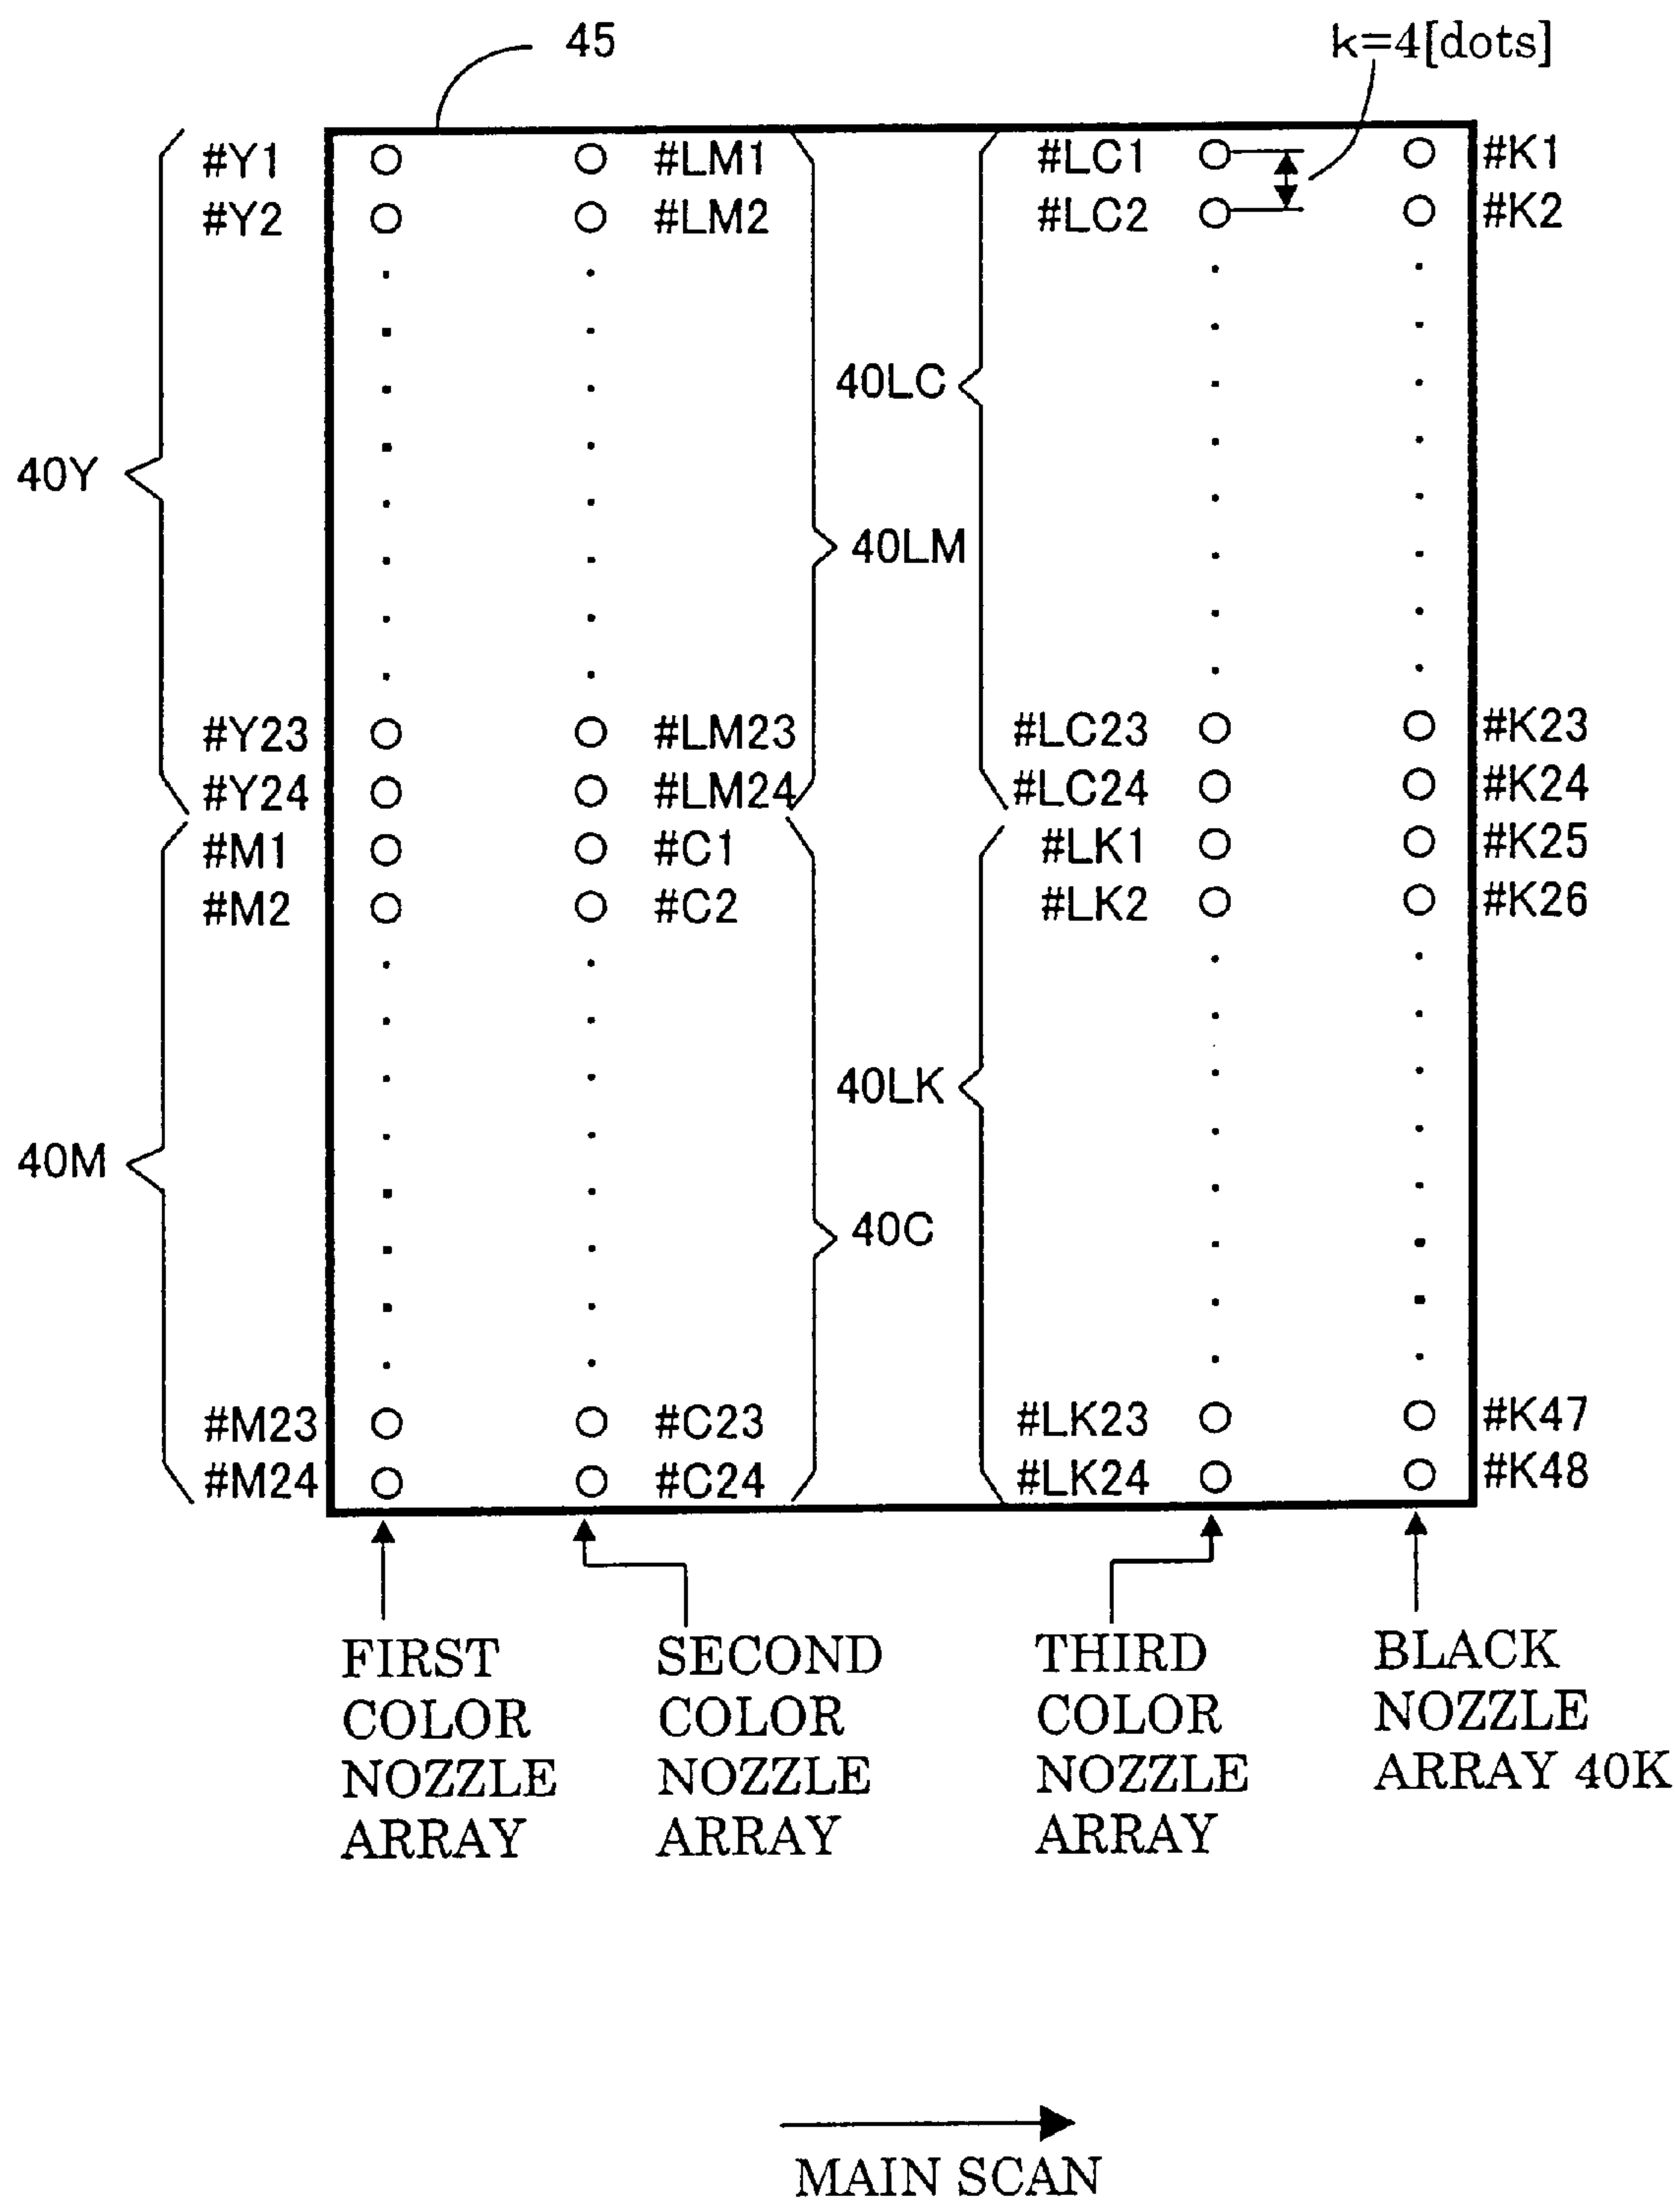 45 k=4[dots]
#Y1 #LM1 #LC1 #K1
#Y2 #LM2 #LC2 #K2
40LC
40Y
40LM
#Y23 #LM23 #LC23 #K23
#Y24 #LM24 #LC24 #K24
#M1 #C1 #LK1 #K25
#M2 #C2 #LK2 #K26
40LK
40M
40C
#M23 #C23 #LK23 #K47
#M24 #C24 #LK24 #K48
FIRST
COLOR
NOZZLE
ARRAY
SECOND
COLOR
NOZZLE
ARRAY
THIRD
COLOR
NOZZLE
ARRAY
BLACK
NOZZLE
ARRAY 40K
MAIN SCAN